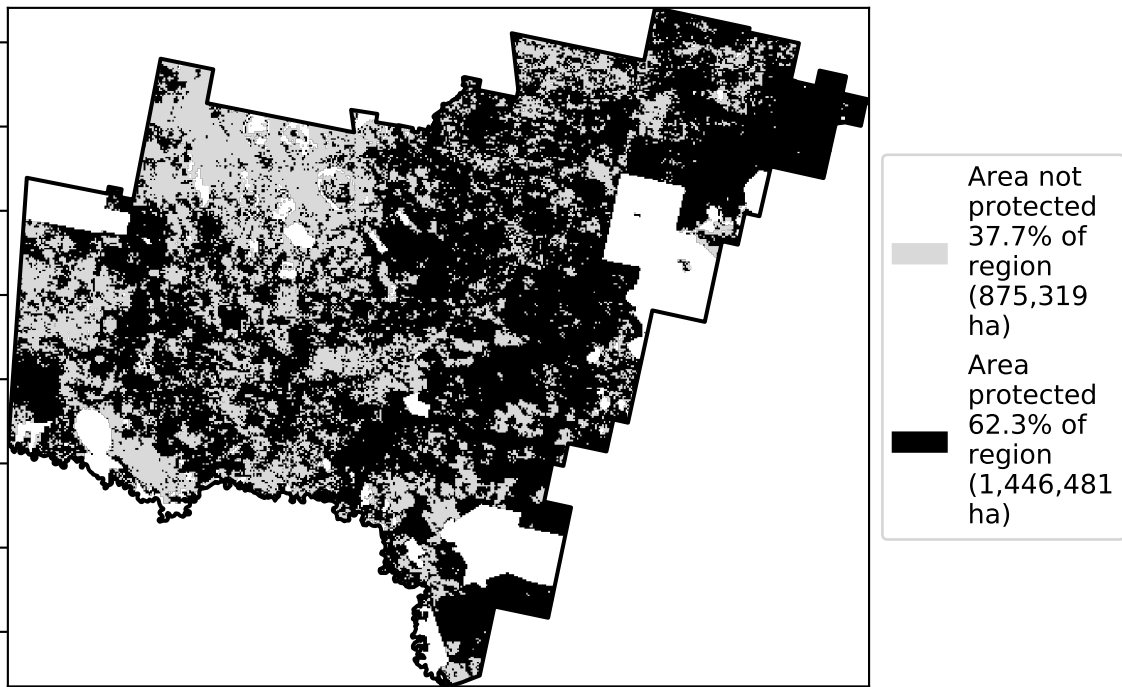 Area not
protected
37.7% of
region
(875,319
ha)
Area
protected
62.3% of
region
(1,446,481
ha)